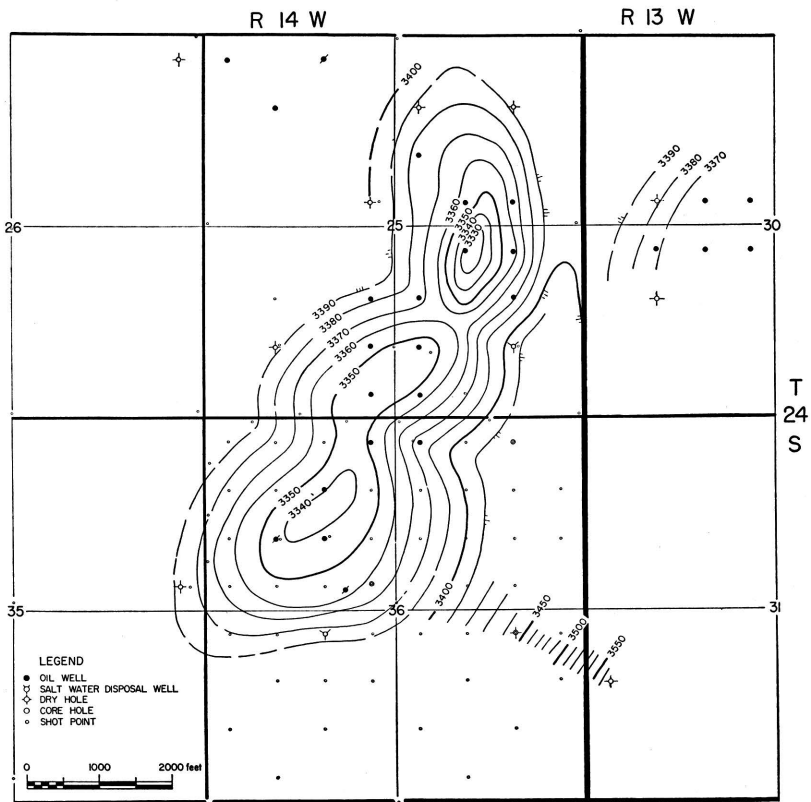 R 14 W
R 13 W
3400
3390
3380
3370
3360
3350
3340
3330
26
25
30
3390
3380
3370
3360
3350
T
24
S
3350
3340'
3400
3450
3500
3550
35
36
31
LEGEND
OIL WELL
SALT WATER DISPOSAL WELL
DRY HOLE
CORE HOLE
SHOT POINT
0 1000 2000 feet